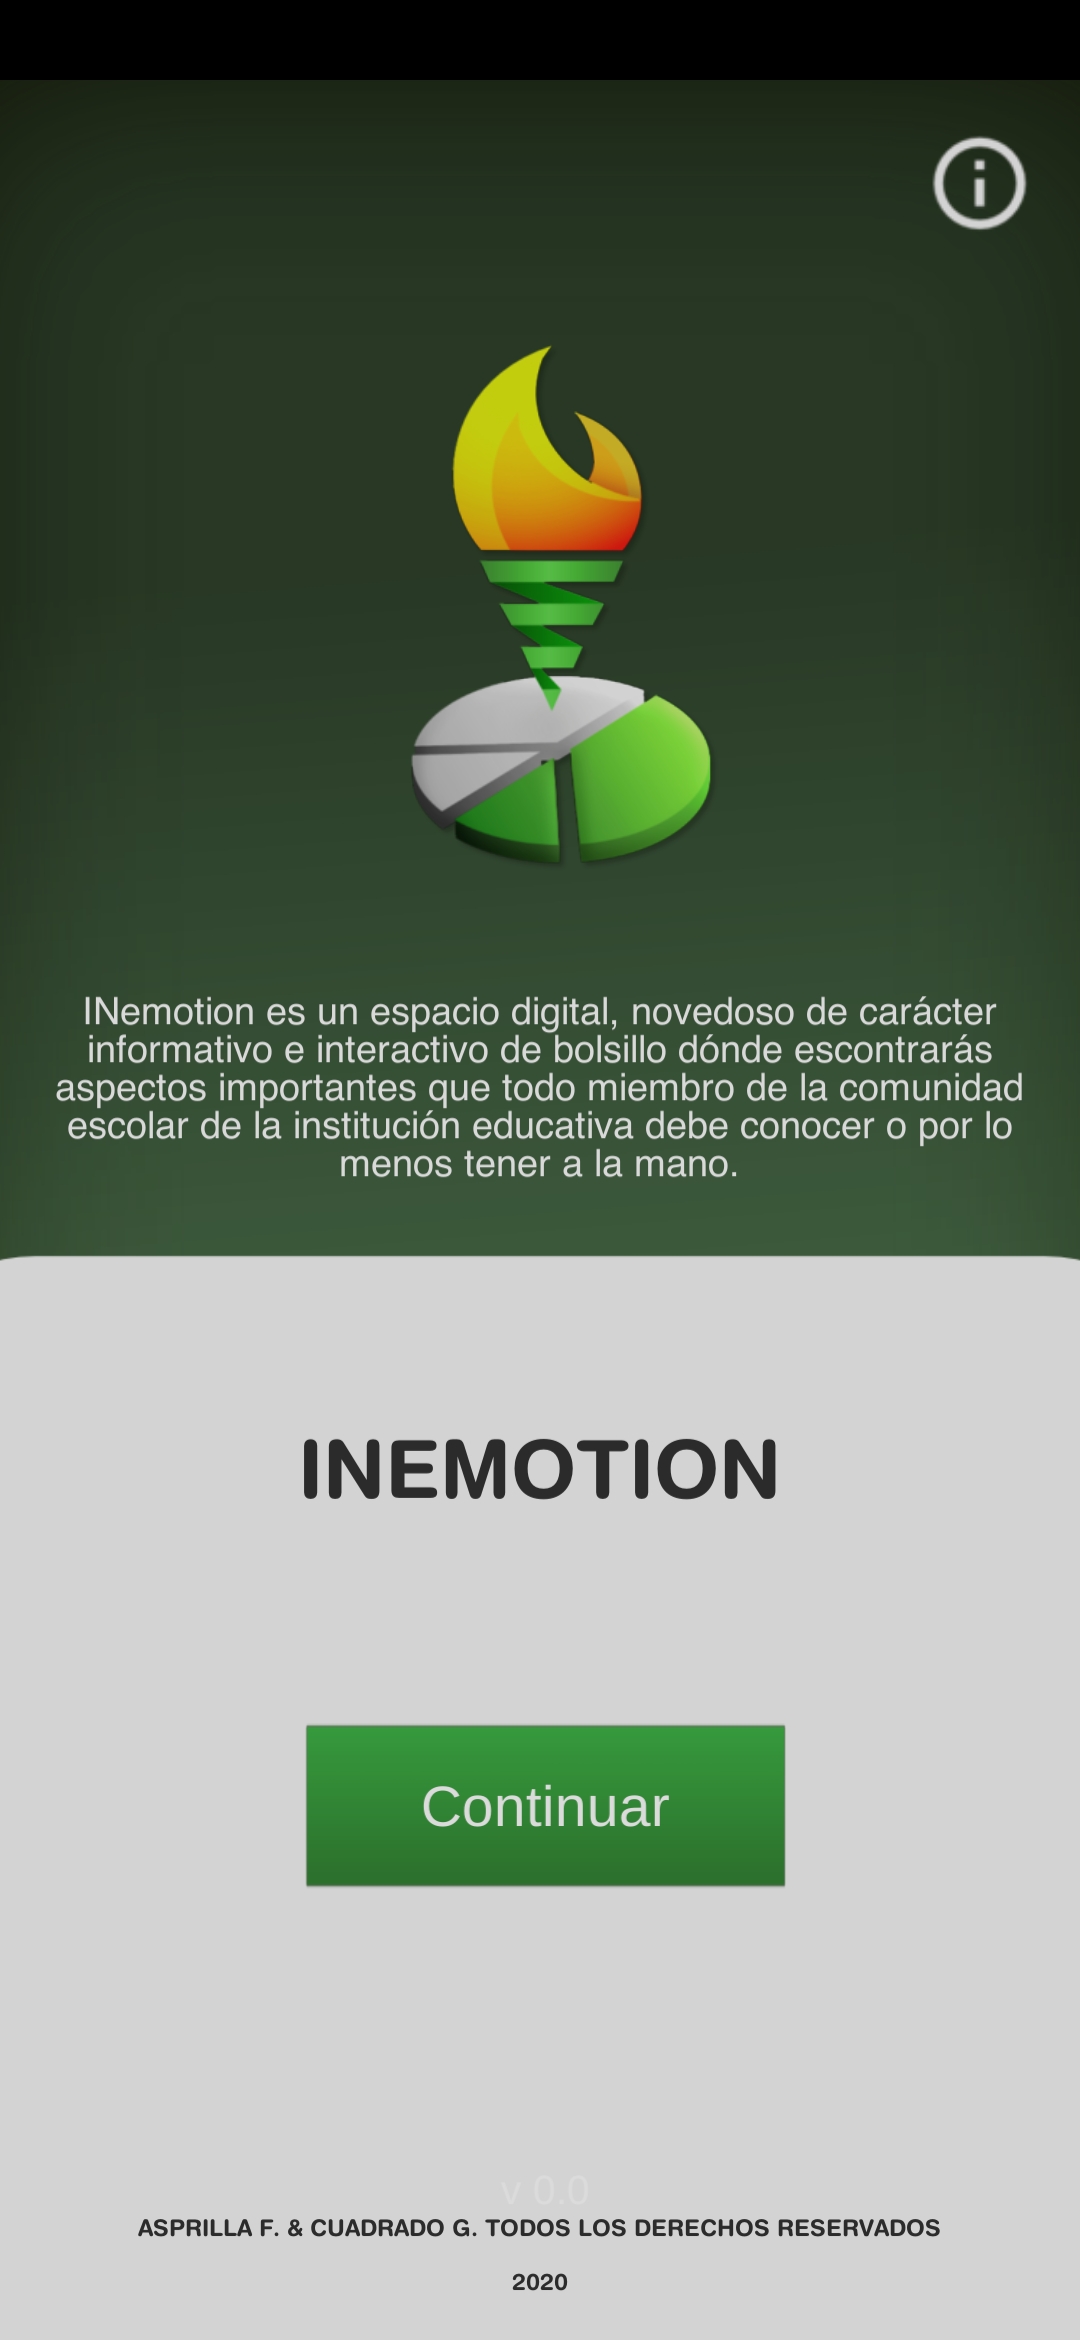 INemotion es un espacio digital, novedoso de carácter
informativo e interactivo de bolsillo dónde escontrarás
aspectos importantes que todo miembro de la comunidad
escolar de la institución educativa debe conocer o por lo
menos tener a la mano.
INEMOTION
Continuar
v 0.0
ASPRILLA F. & CUADRADO G. TODOS LOS DERECHOS RESERVADOS
2020